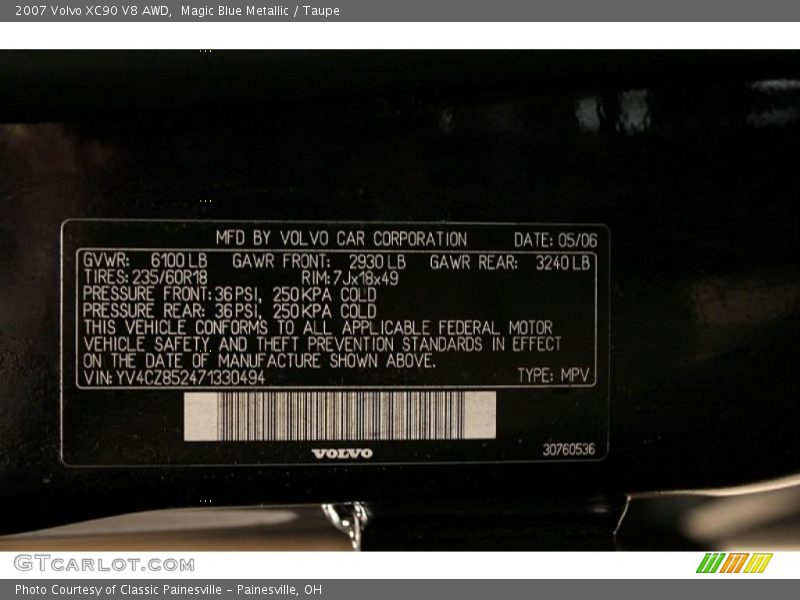 2007 Volvo XC90 V8 AWD,  Magic Blue Metallic / Taupe
MFD BY VOLVO CAR CORPORATION DATE: 05/06
GVWR: 6100 LB GAWR FRONT: 2930 LB GAWR REAR: 3240 LB
TIRES: 235/60R18 RIM: 7Jx18x49
PRESSURE FRONT: 36 PSI, 250 KPA COLD
PRESSURE REAR: 36 PSI, 250 KPA COLD
THIS VEHICLE CONFORMS TO ALL APPLICABLE FEDERAL MOTOR
VEHICLE SAFETY AND THEFT PREVENTION STANDARDS IN EFFECT
ON THE DATE OF MANUFACTURE SHOWN ABOVE.
VIN: YV4CZ852471330494 TYPE: MPV
VOLVO 30760536
GTCARLOT.COM
Photo Courtesy of Classic Painesville - Painesville, OH